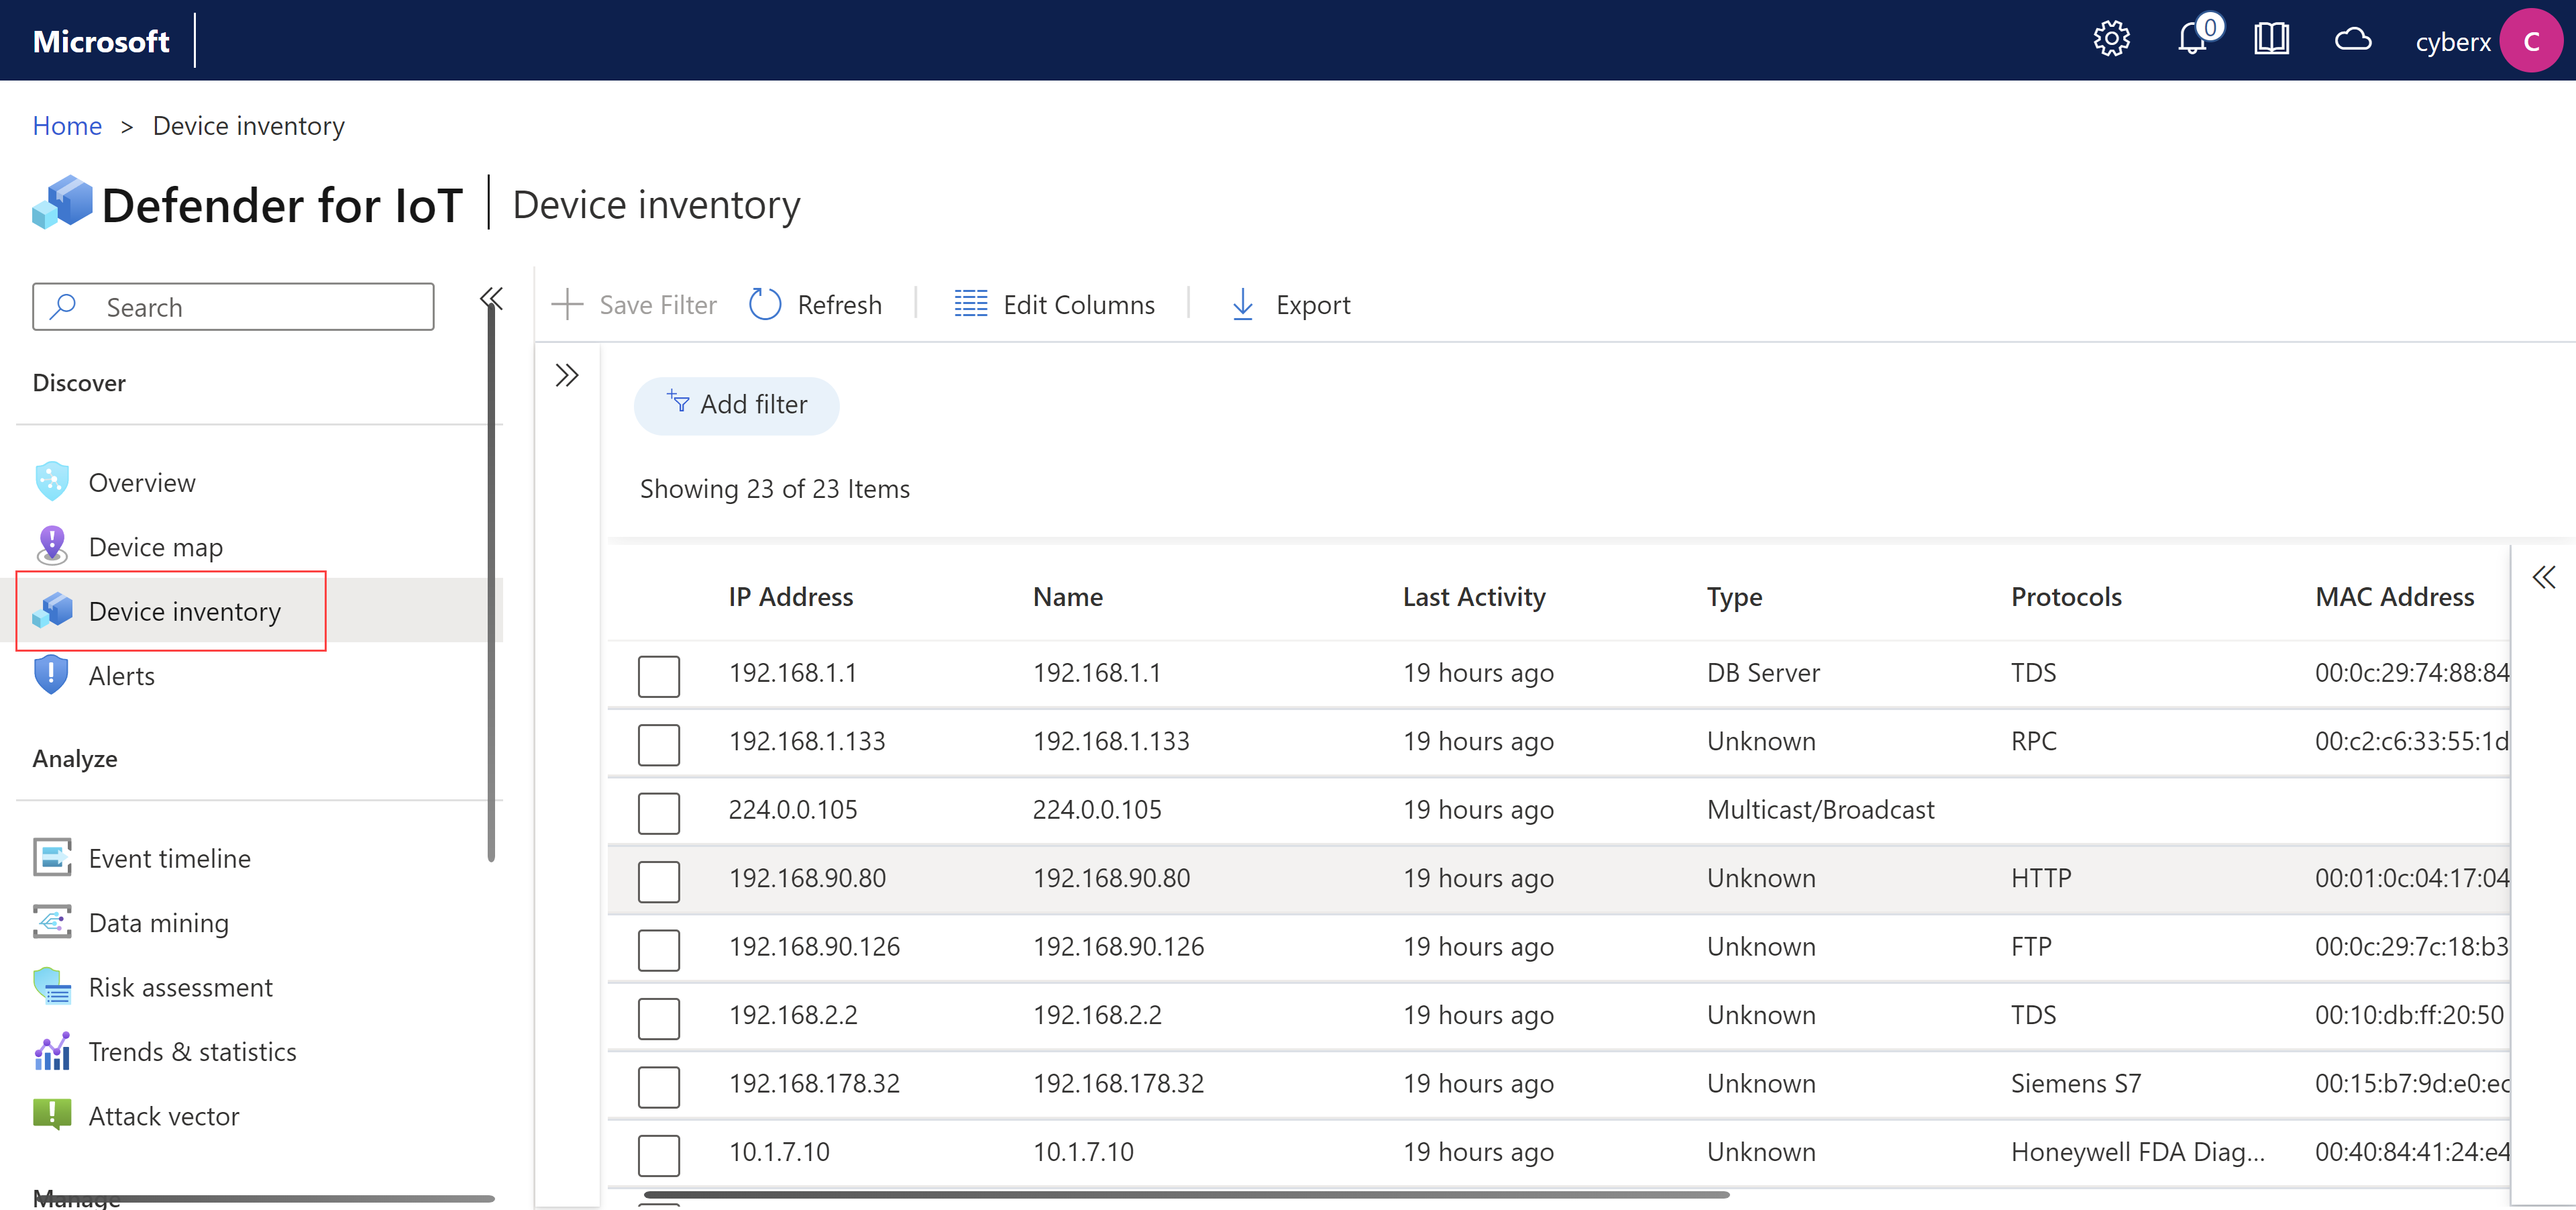 Microsoft
0
cyberx
C
Home > Device inventory
Defender for IoT | Device inventory
Search
Save Filter Refresh Edit Columns Export
Discover
Add filter
Overview
Showing 23 of 23 Items
Device map
Device inventory
Alerts
Analyze
Event timeline
Data mining
Risk assessment
Trends & statistics
Attack vector
Manage
IP Address Name Last Activity Type Protocols MAC Address
192.168.1.1 192.168.1.1 19 hours ago DB Server TDS 00:0c:29:74:88:84
192.168.1.133 192.168.1.133 19 hours ago Unknown RPC 00:c2:c6:33:55:1d
224.0.0.105 224.0.0.105 19 hours ago Multicast/Broadcast
192.168.90.80 192.168.90.80 19 hours ago Unknown HTTP 00:01:0c:04:17:04
192.168.90.126 192.168.90.126 19 hours ago Unknown FTP 00:0c:29:7c:18:b3
192.168.2.2 192.168.2.2 19 hours ago Unknown TDS 00:10:db:ff:20:50
192.168.178.32 192.168.178.32 19 hours ago Unknown Siemens S7 00:15:b7:9d:e0:ec
10.1.7.10 10.1.7.10 19 hours ago Unknown Honeywell FDA Diag... 00:40:84:41:24:e4